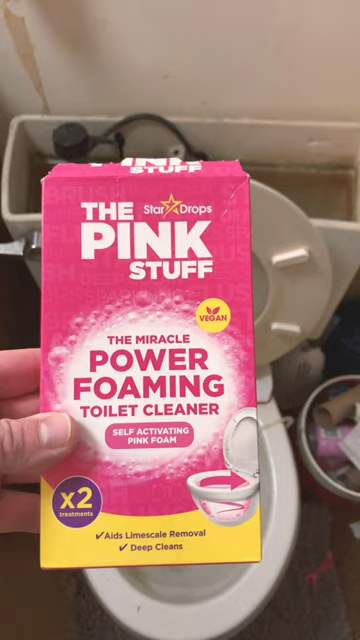 PINK
STUFF
Star Drops
THE
PINK
STUFF
VEGAN
THE MIRACLE
POWER
FOAMING
TOILET CLEANER
SELF ACTIVATING
PINK FOAM
x2
treatments
✔Aids Limescale Removal
✔ Deep Cleans